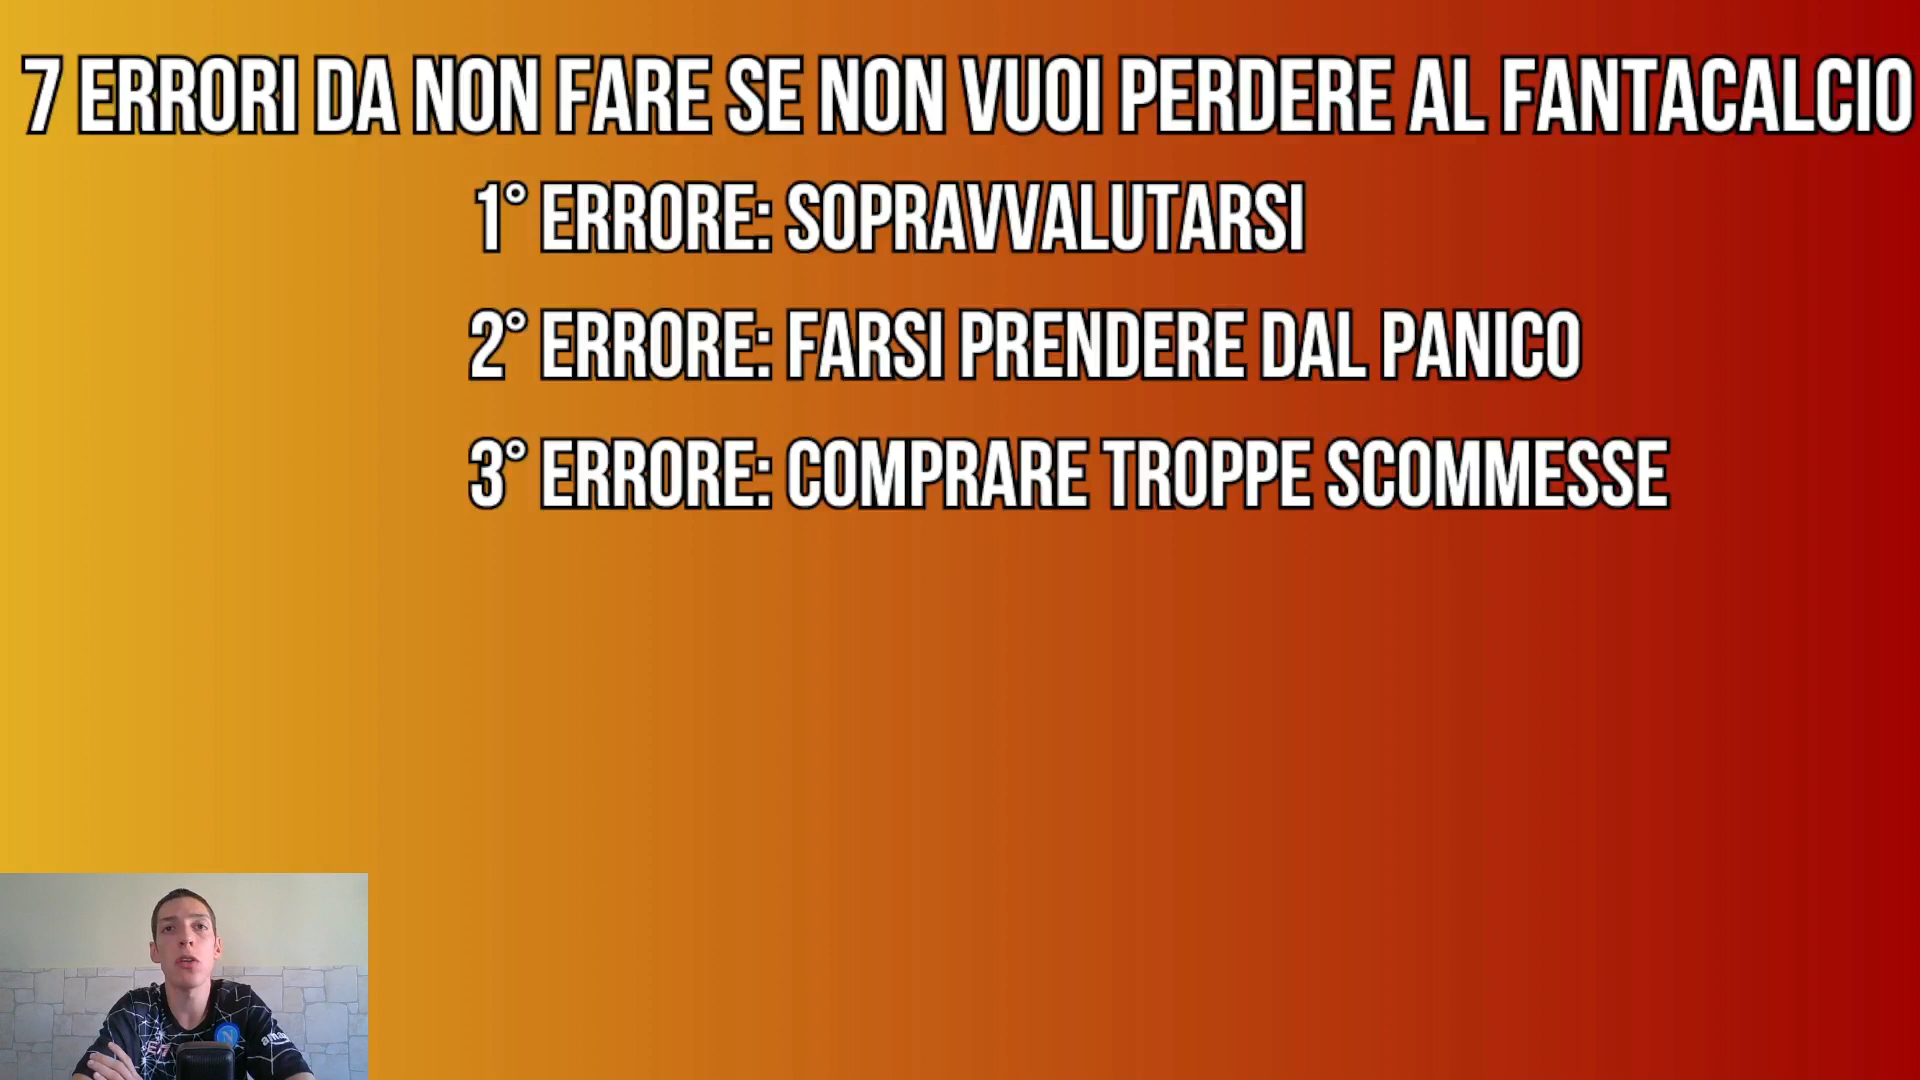 7 ERRORI DA NON FARE SE NON VUOI PERDERE AL FANTACALCIO
1° ERRORE: SOPRAVVALUTARSI
2° ERRORE: FARSI PRENDERE DAL PANICO
3° ERRORE: COMPRARE TROPPE SCOMMESSE
N